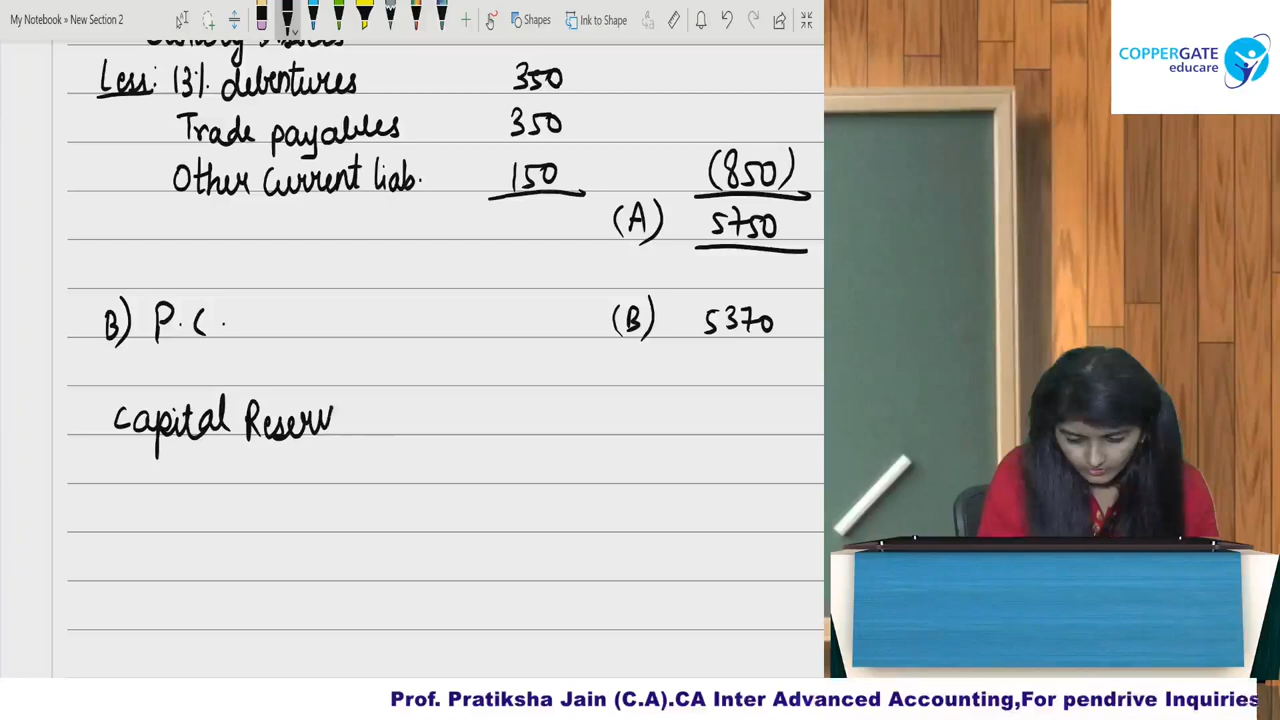 My Notebook » New Section 2
Shapes
Ink to Shape
COPPERGATE
educare
Less: 13% debentures 350
Trade payables 350
Other current liab. 150 (850)
(A) 5750
B) P.C. (B) 5370
Capital Reserv
Prof. Pratiksha Jain (C.A).CA Inter Advanced Accounting,For pendrive Inquiries